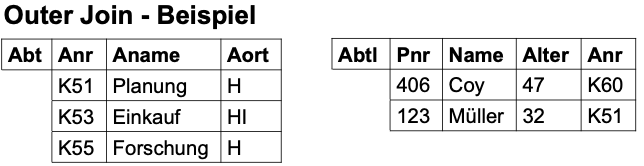 Outer Join - Beispiel
Abt Anr Aname Aort
K51 Planung H
K53 Einkauf HI
K55 Forschung H
Abtl Pnr Name Alter Anr
406 Coy 47 K60
123 Müller 32 K51